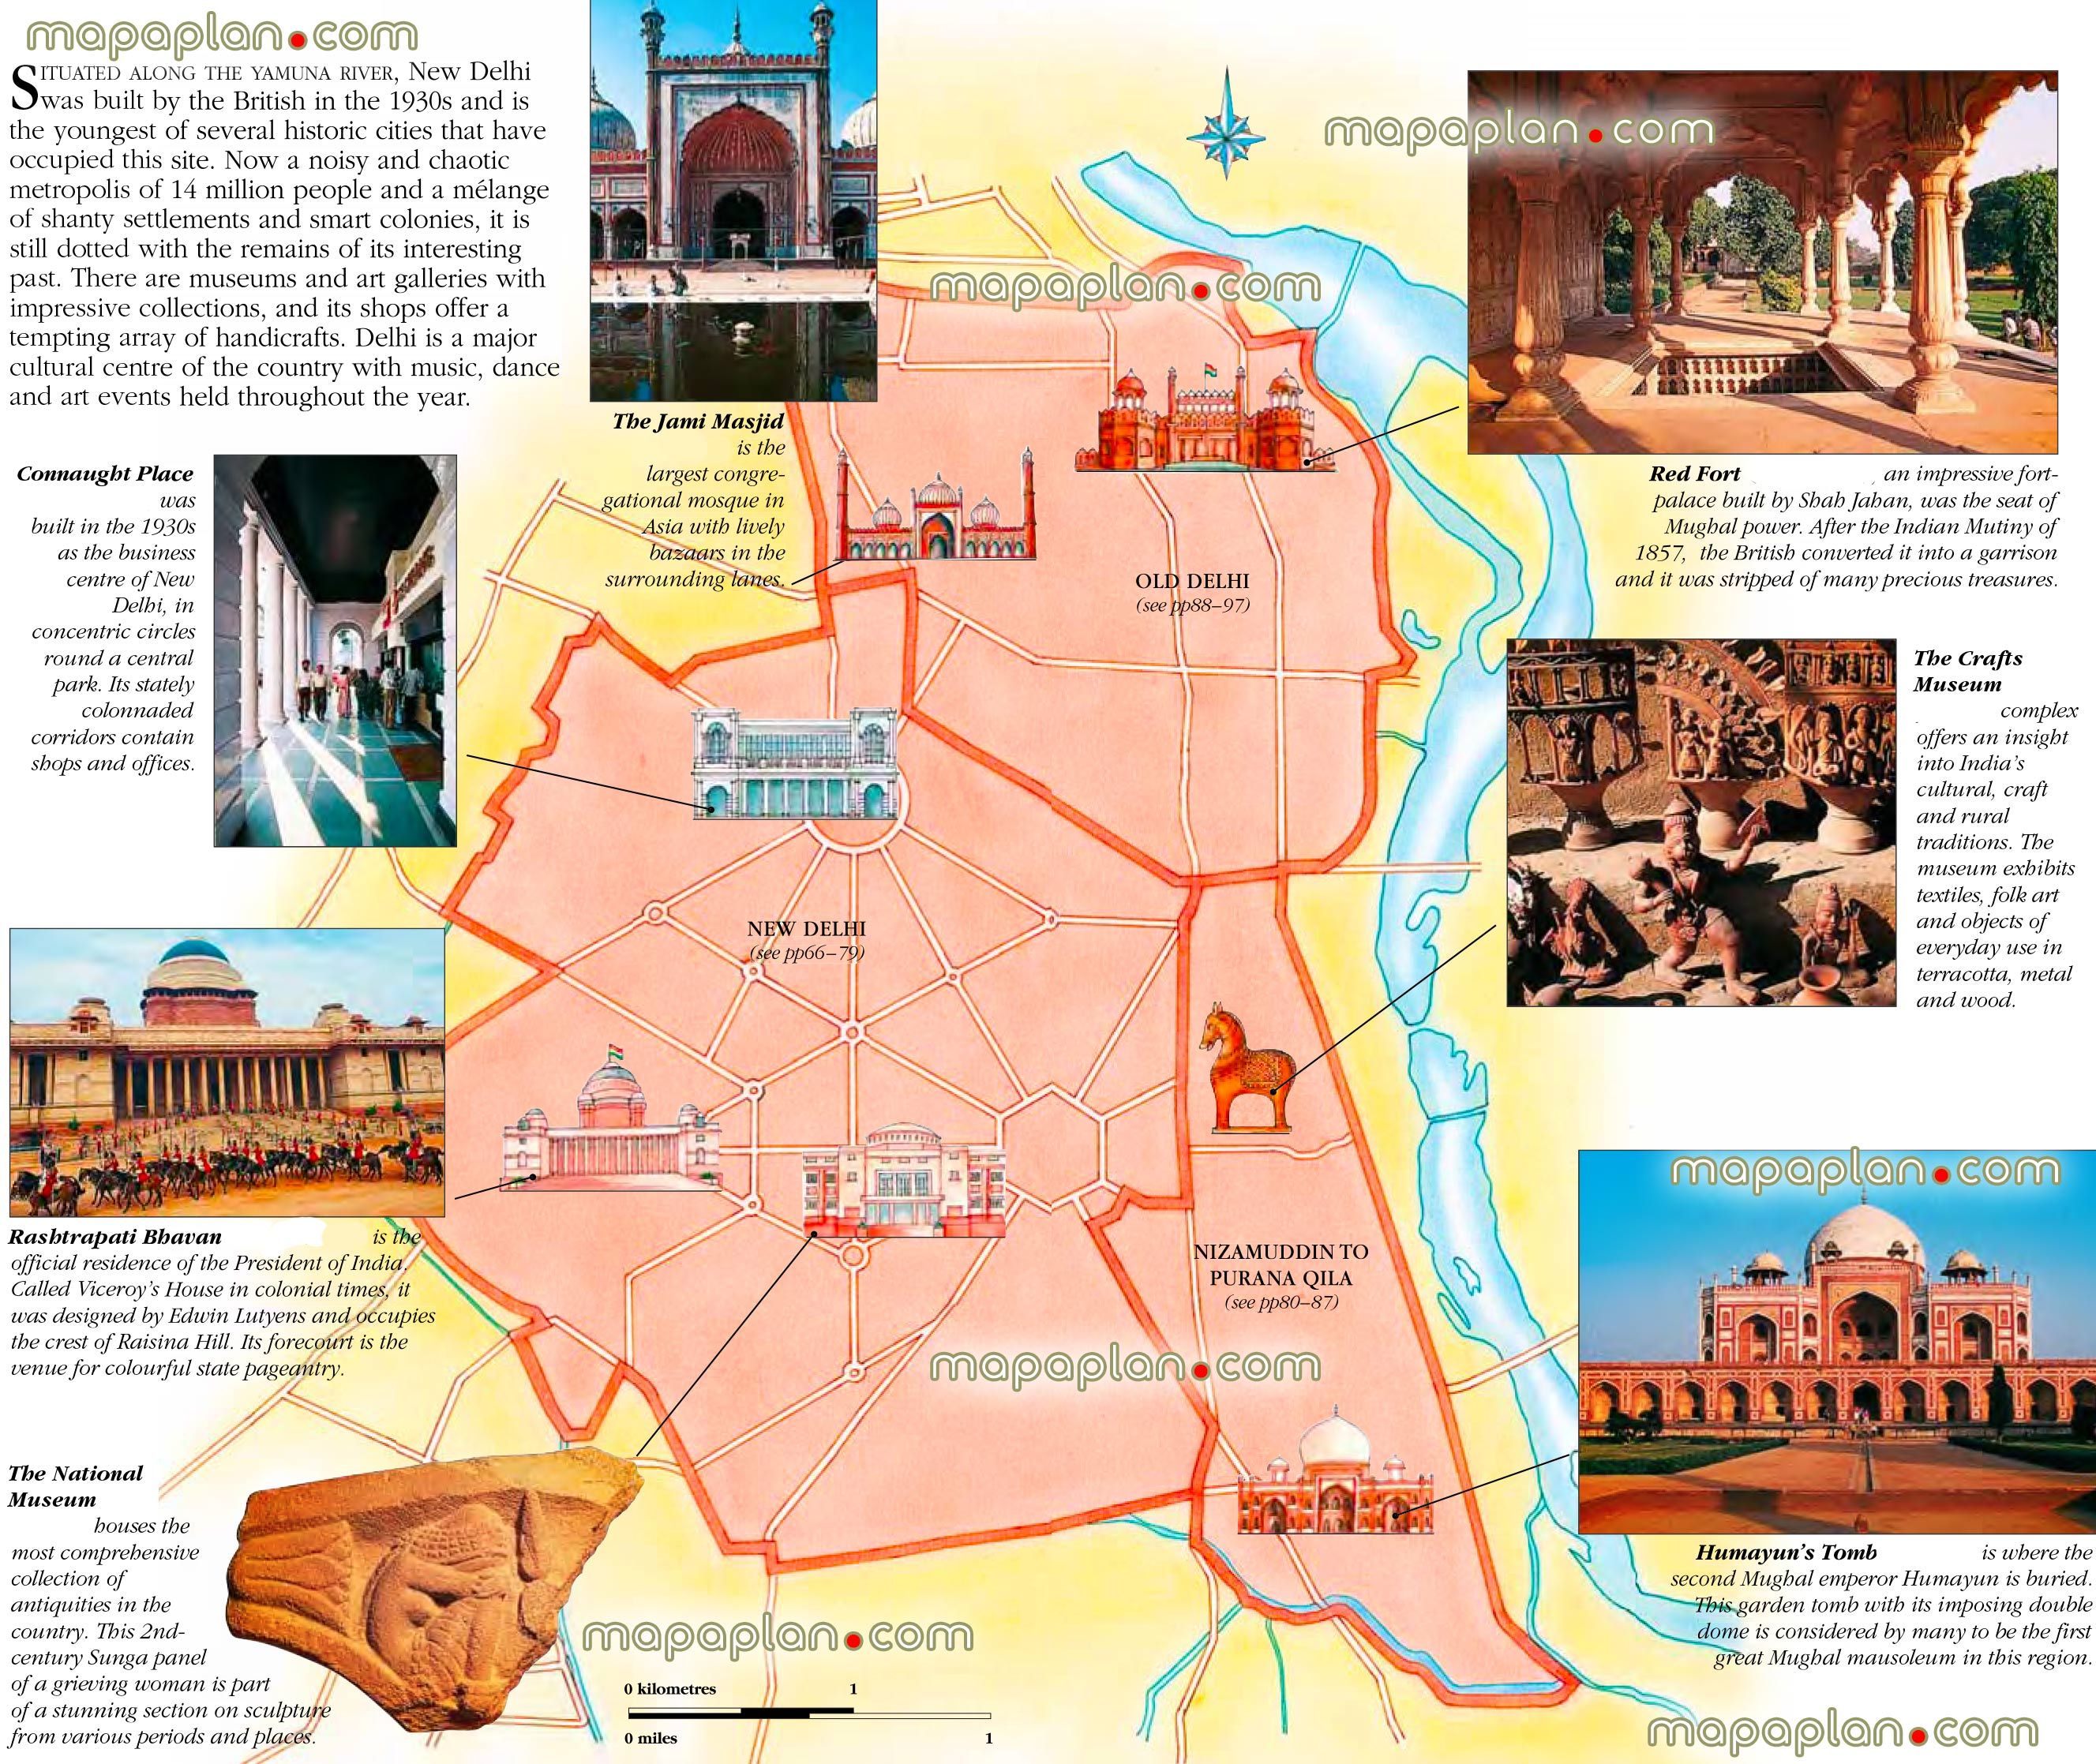 mapaplan.com
SITUATED ALONG THE YAMUNA RIVER, New Delhi
was built by the British in the 1930s and is
the youngest of several historic cities that have
occupied this site. Now a noisy and chaotic
metropolis of 14 million people and a mélange
of shanty settlements and smart colonies, it is
still dotted with the remains of its interesting
past. There are museums and art galleries with
impressive collections, and its shops offer a
tempting array of handicrafts. Delhi is a major
cultural centre of the country with music, dance
and art events held throughout the year.
mapaplan.com
mapaplan.com
The Jami Masjid
is the
largest congre-
gational mosque in
Asia with lively
bazaars in the
surrounding lanes.
Red Fort , an impressive fort-
palace built by Shah Jahan, was the seat of
Mughal power. After the Indian Mutiny of
1857, the British converted it into a garrison
and it was stripped of many precious treasures.
Connaught Place
was
built in the 1930s
as the business
centre of New
Delhi, in
concentric circles
round a central
park. Its stately
colonnaded
corridors contain
shops and offices.
OLD DELHI
(see pp88–97)
The Crafts
Museum
complex
offers an insight
into India's
cultural, craft
and rural
traditions. The
museum exhibits
textiles, folk art
and objects of
everyday use in
terracotta, metal
and wood.
NEW DELHI
(see pp66–79)
Rashtrapati Bhavan is the
official residence of the President of India.
Called Viceroy's House in colonial times, it
was designed by Edwin Lutyens and occupies
the crest of Raisina Hill. Its forecourt is the
venue for colourful state pageantry.
NIZAMUDDIN TO
PURANA QILA
(see pp80–87)
mapaplan.com
mapaplan.com
The National
Museum
houses the
most comprehensive
collection of
antiquities in the
country. This 2nd-
century Sunga panel
of a grieving woman is part
of a stunning section on sculpture
from various periods and places.
Humayun's Tomb is where the
second Mughal emperor Humayun is buried.
This garden tomb with its imposing double
dome is considered by many to be the first
great Mughal mausoleum in this region.
mapaplan.com
0 kilometres 1
0 miles 1
mapaplan.com